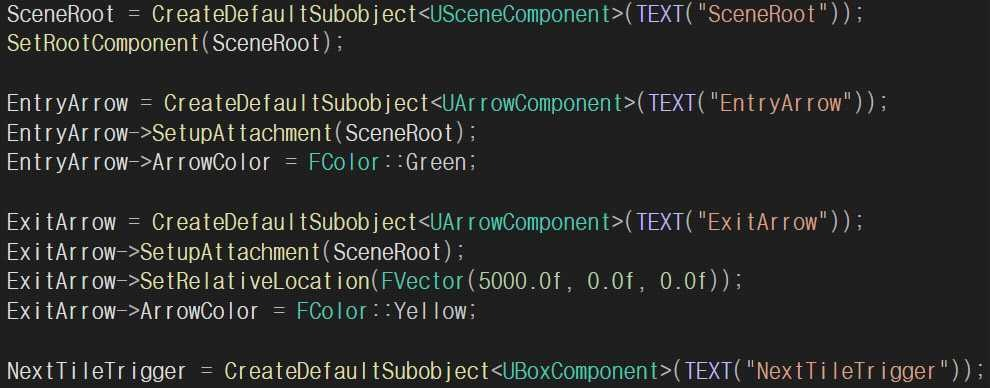 SceneRoot = CreateDefaultSubobject<USceneComponent>(TEXT("SceneRoot"));
SetRootComponent(SceneRoot);
EntryArrow = CreateDefaultSubobject<UArrowComponent>(TEXT("EntryArrow"));
EntryArrow->SetupAttachment(SceneRoot);
EntryArrow->ArrowColor = FColor::Green;
ExitArrow = CreateDefaultSubobject<UArrowComponent>(TEXT("ExitArrow"));
ExitArrow->SetupAttachment(SceneRoot);
ExitArrow->SetRelativeLocation(FVector(5000.0f, 0.0f, 0.0f));
ExitArrow->ArrowColor = FColor::Yellow;
NextTileTrigger = CreateDefaultSubobject<UBoxComponent>(TEXT("NextTileTrigger"));